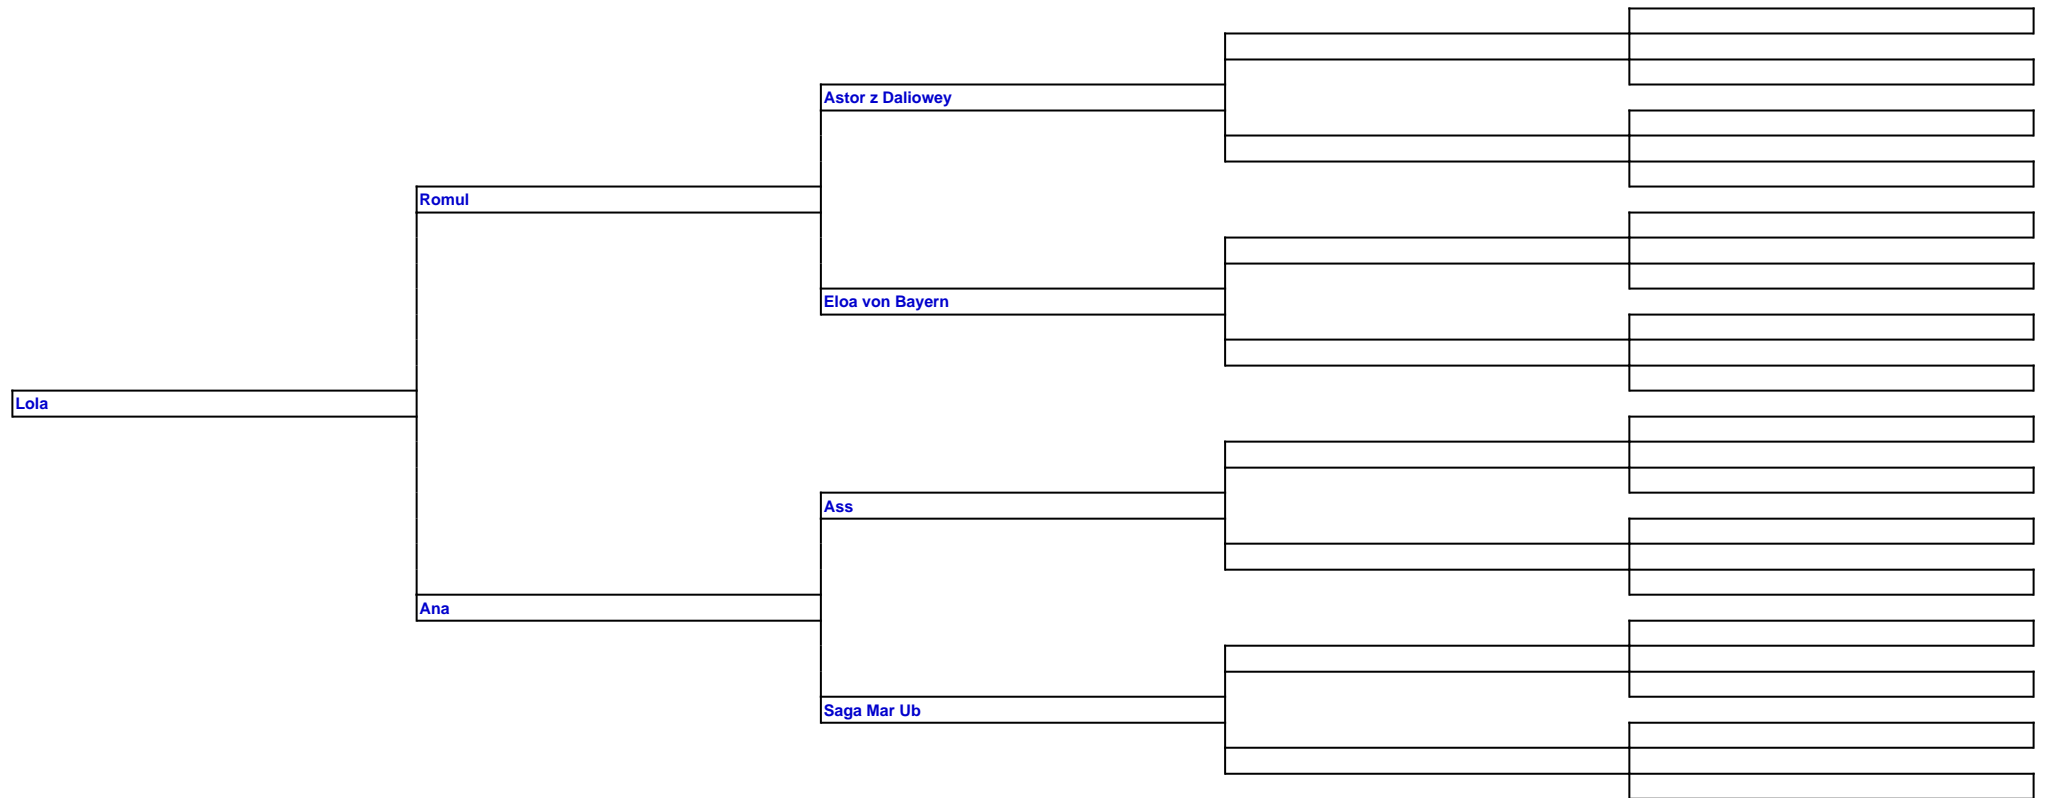 Astor z Daliowey
Romul
Eloa von Bayern
Lola
Ass
Ana
Saga Mar Ub